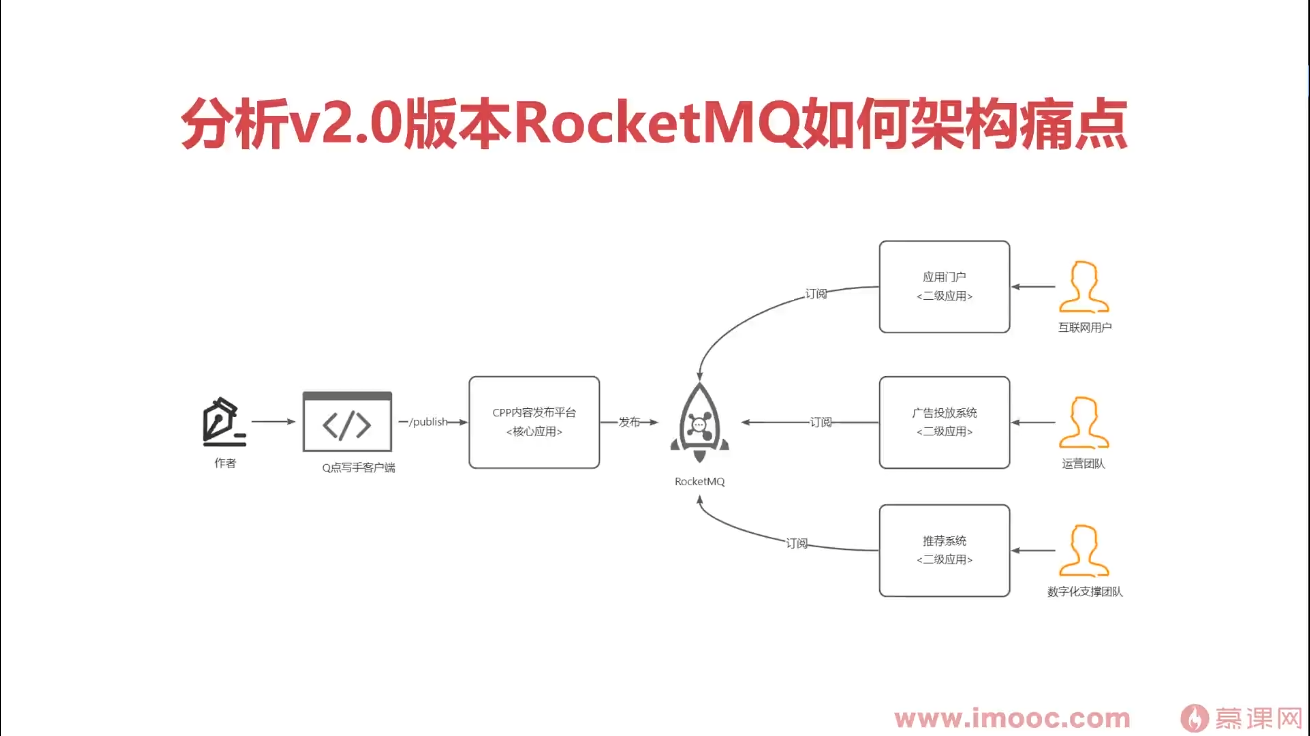 分析v2.0版本RocketMQ如何架构痛点
作者
</>
Q点写手客户端
/publish
CPP内容发布平台
<核心应用>
发布
RocketMQ
订阅
应用门户
<二级应用>
互联网用户
订阅
广告投放系统
<二级应用>
运营团队
订阅
推荐系统
<二级应用>
数字化支撑团队
www.imooc.com
慕课网